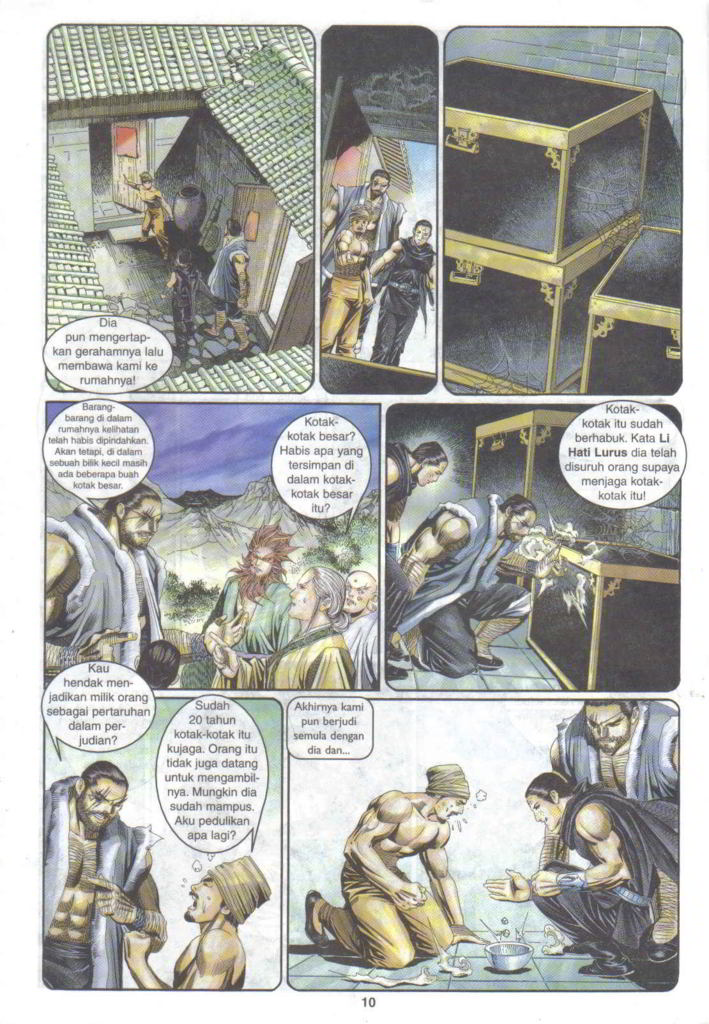 Dia
pun mengertap-
kan gerahamnya lalu
membawa kami ke
rumahnya!
Barang-
barang di dalam
rumahnya kelihatan
telah habis dipindahkan.
Akan tetapi, di dalam
sebuah bilik kecil masih
ada beberapa buah
kotak besar.
Kotak-
kotak besar?
Habis apa yang
tersimpan di
dalam kotak-
kotak besar
itu?
Kotak-
kotak itu sudah
berhabuk. Kata Li
Hati Lurus dia telah
disuruh orang supaya
menjaga kotak-
kotak itu!
Kau
hendak men-
jadikan milik orang
sebagai pertaruhan
dalam per-
judian?
Sudah
20 tahun
kotak-kotak itu
kujaga. Orang itu
tidak juga datang
untuk mengambil-
nya. Mungkin dia
sudah mampus.
Aku pedulikan
apa lagi?
Akhirnya kami
pun berjudi
semula dengan
dia dan...
10